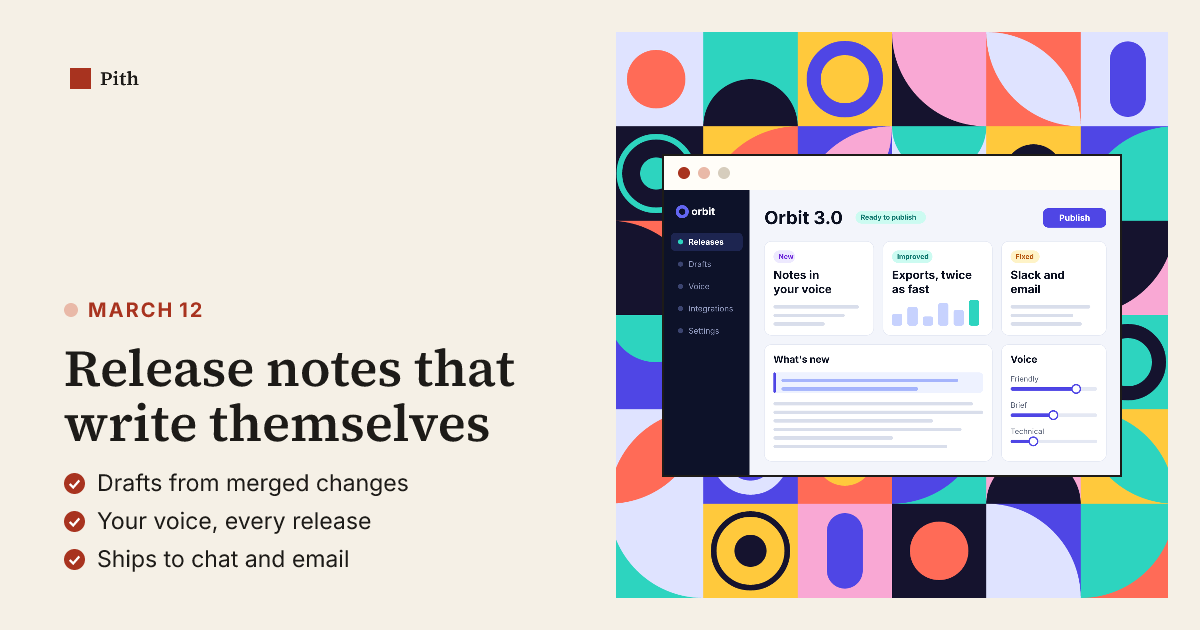 Pith
MARCH 12
Release notes that
write themselves
Drafts from merged changes
Your voice, every release
Ships to chat and email
orbit
Releases
Drafts
Voice
Integrations
Settings
Orbit 3.0
Ready to publish
Publish
New
Notes in
your voice
Improved
Exports, twice
as fast
Fixed
Slack and
email
What's new
Voice
Friendly
Brief
Technical